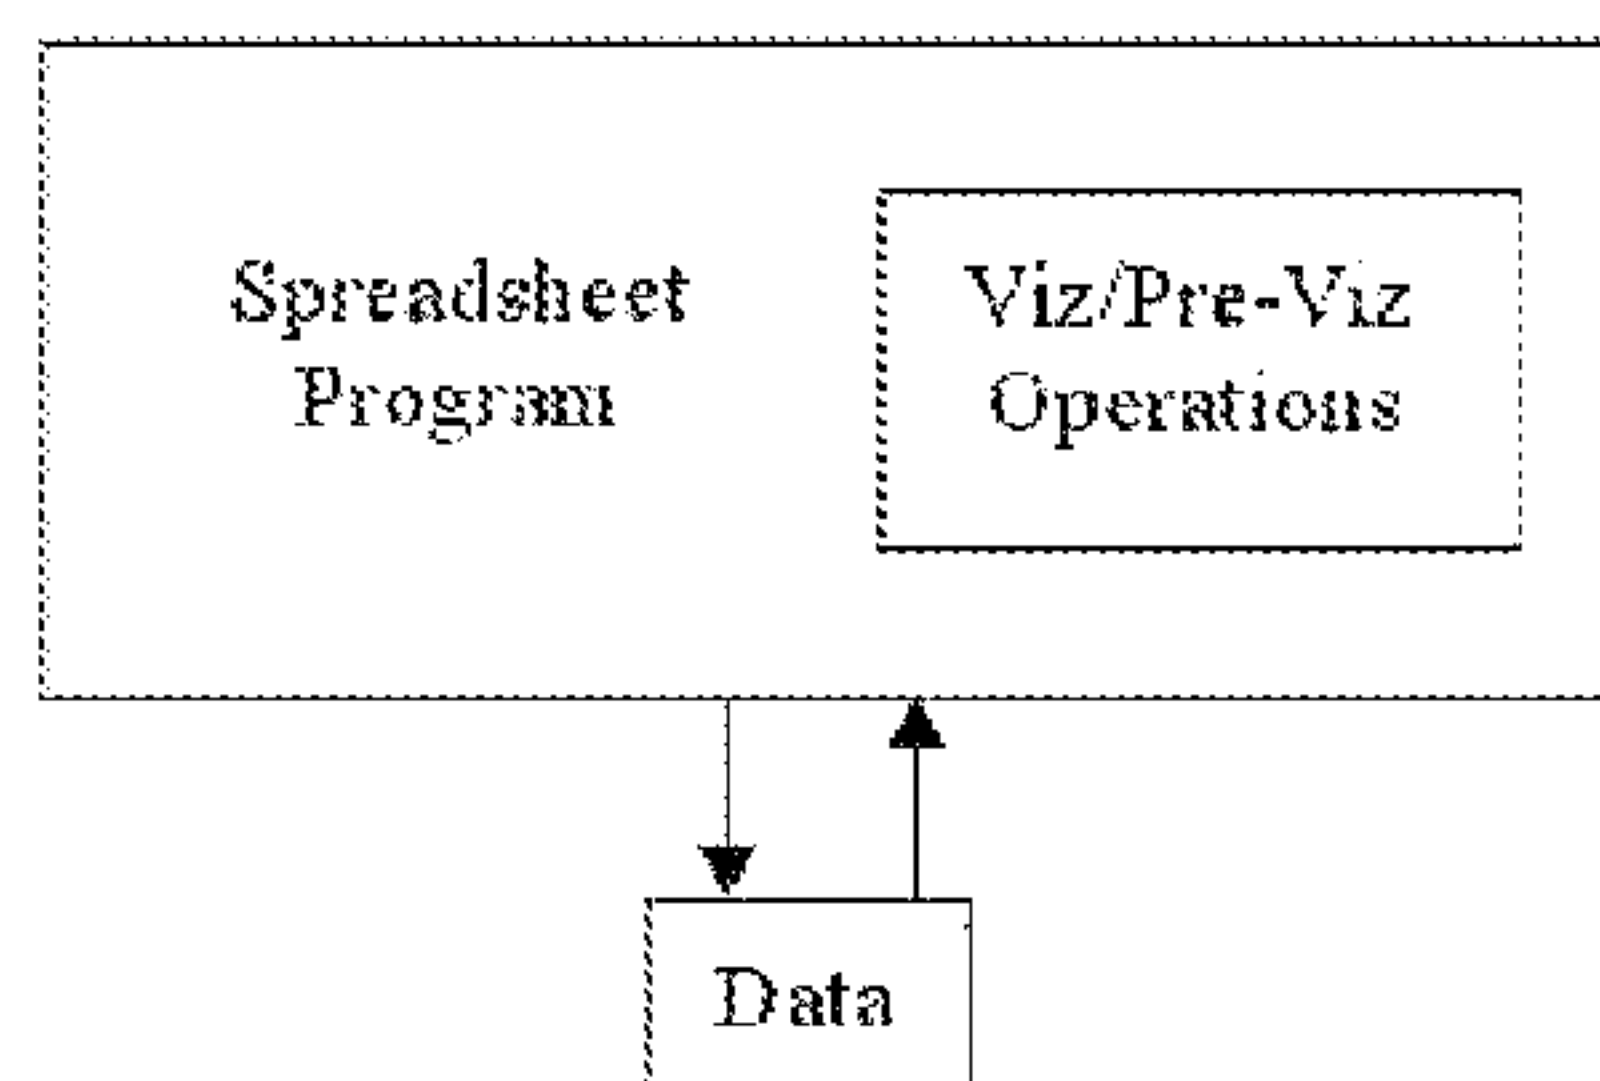 Spreadsheet
Program
Viz/Pre-Viz
Operations
Data